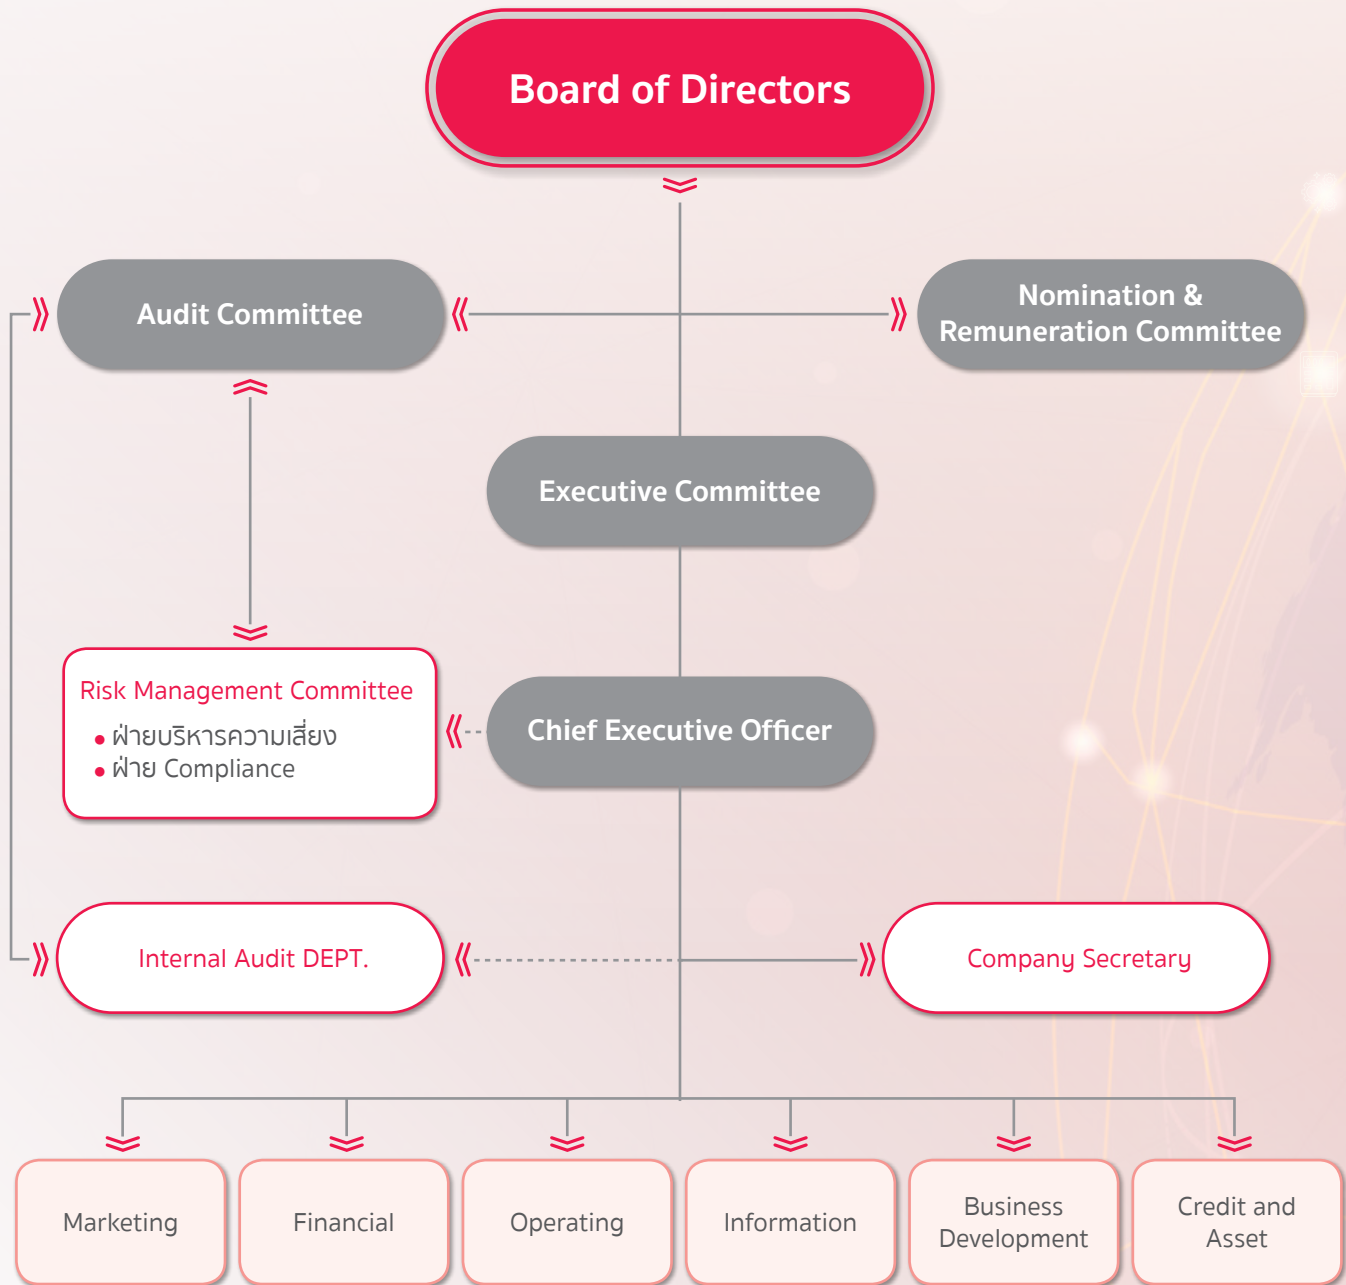 Board of Directors
Audit Committee
Nomination &
Remuneration Committee
Executive Committee
Risk Management Committee
• ฝ่ายบริหารความเสี่ยง
• ฝ่าย Compliance
Chief Executive Officer
Internal Audit DEPT.
Company Secretary
Marketing
Financial
Operating
Information
Business
Development
Credit and
Asset